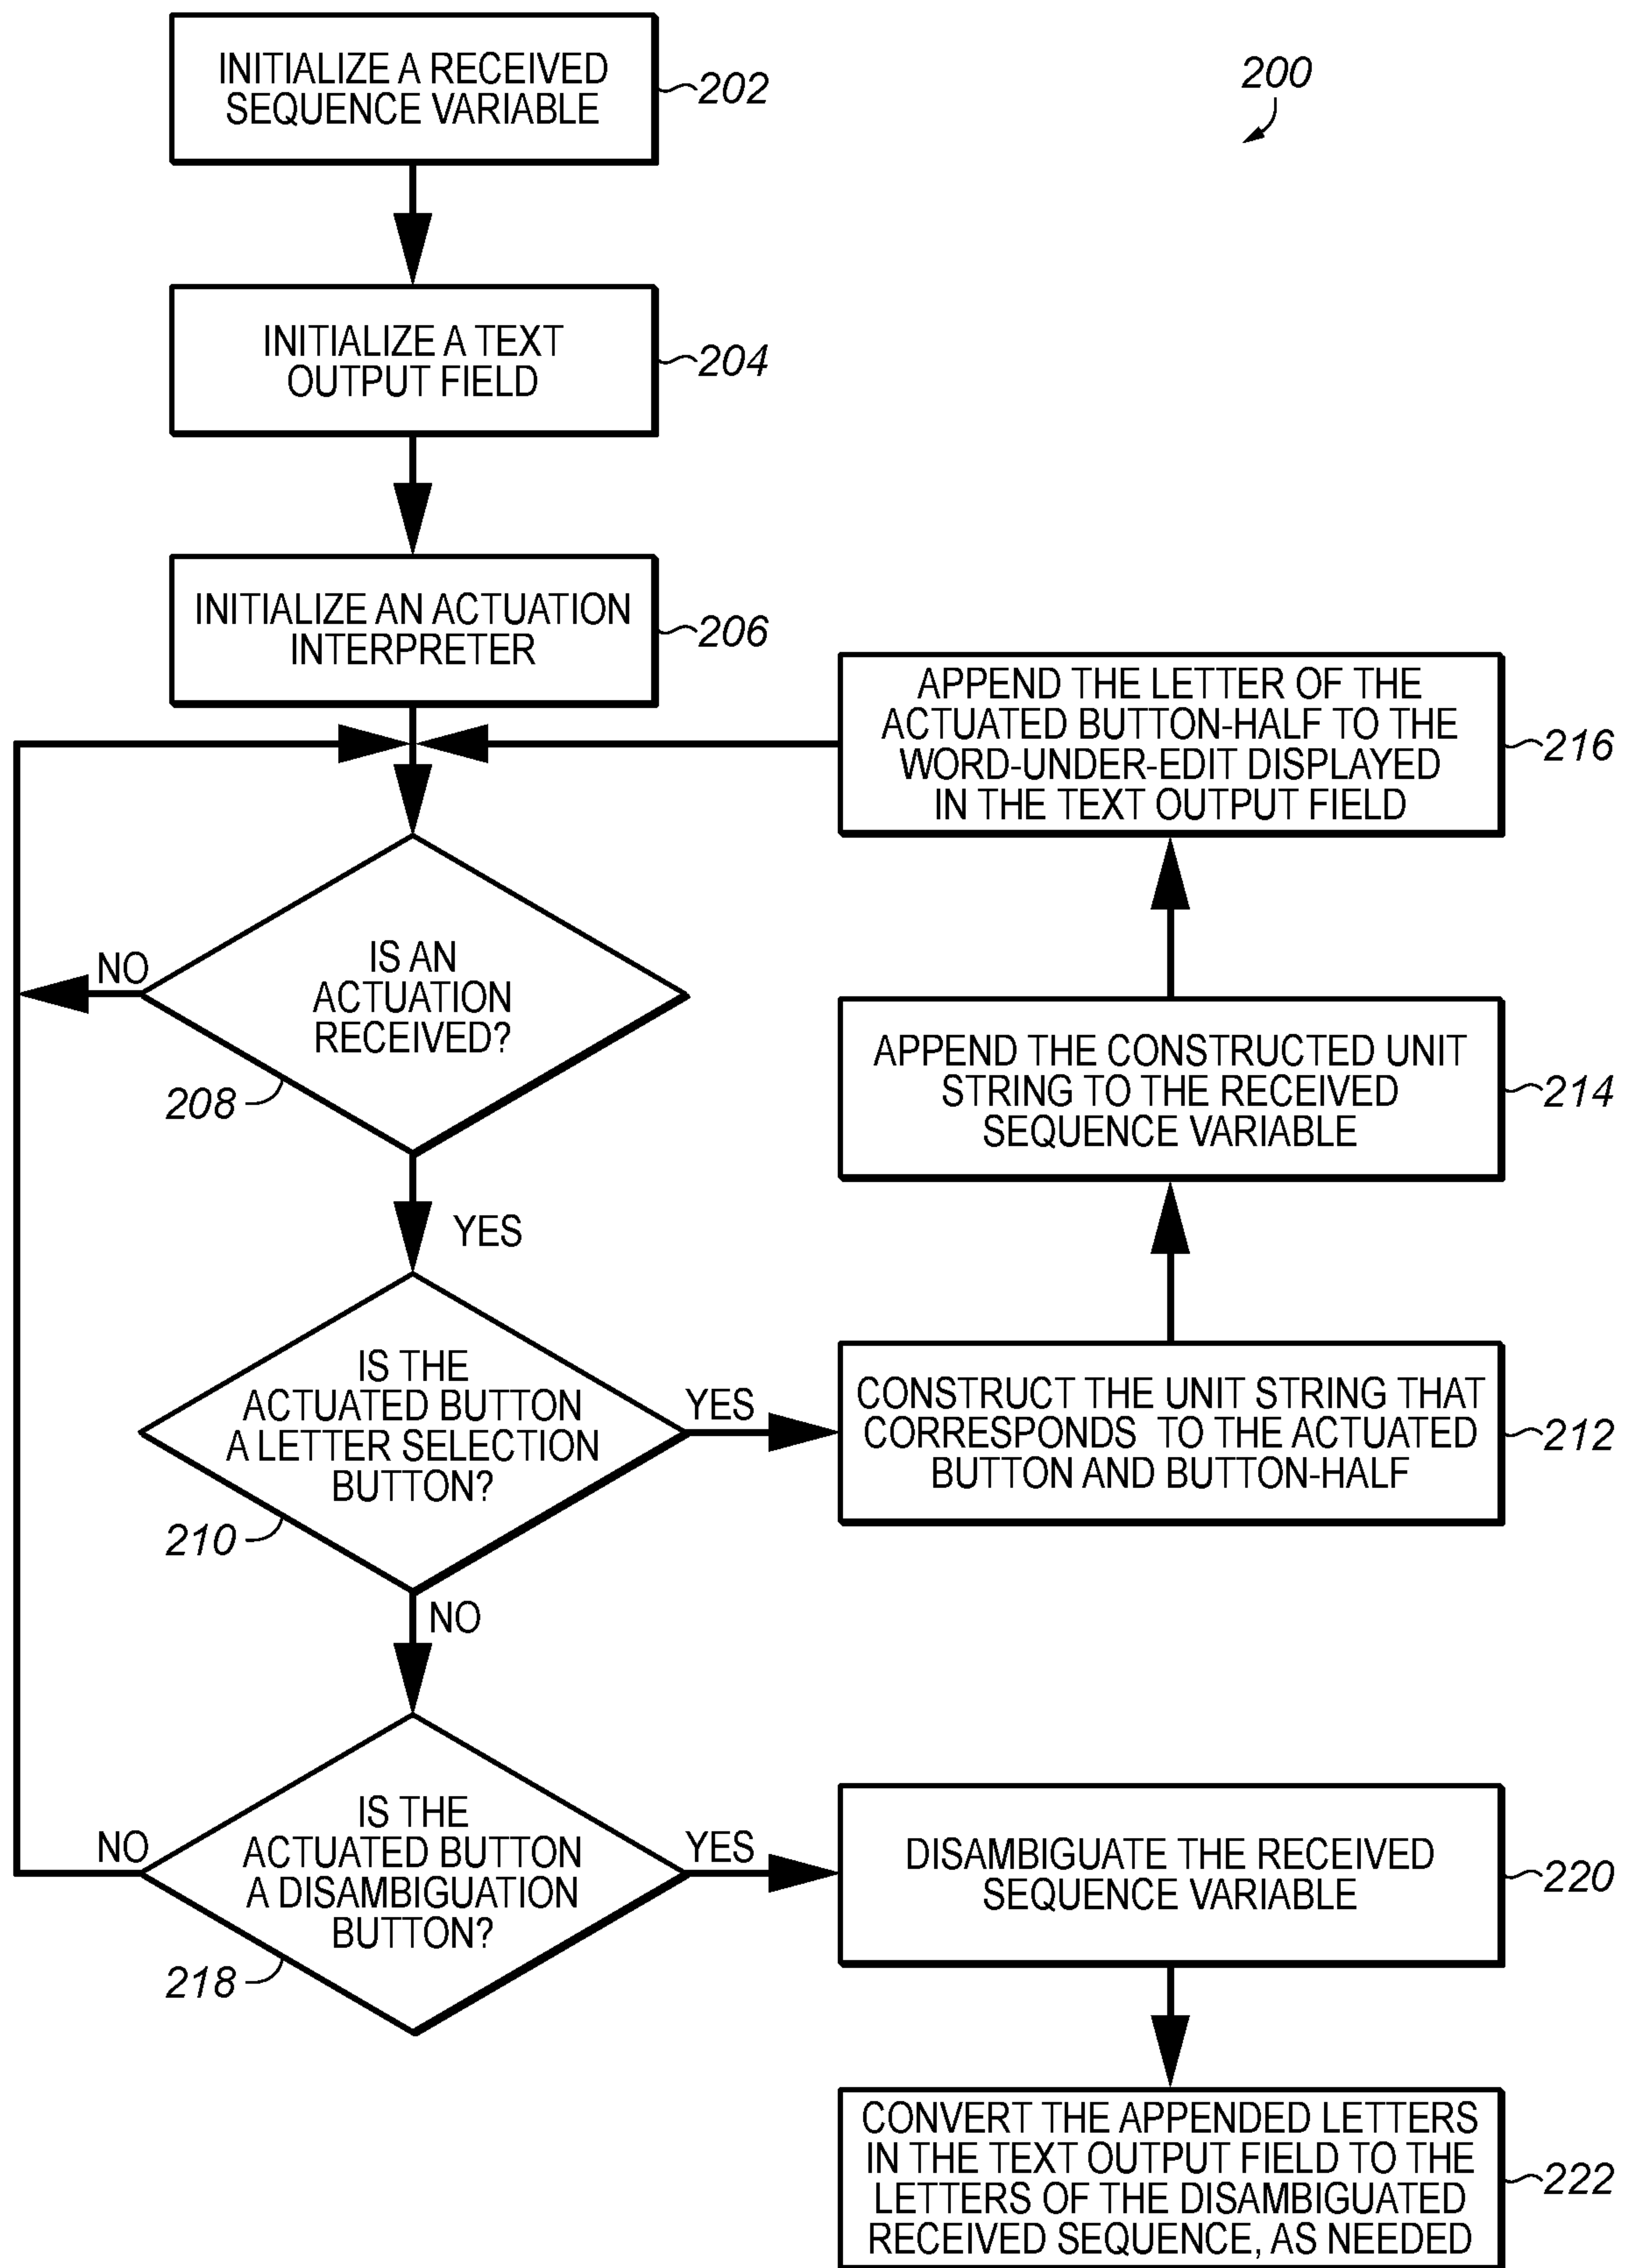 INITIALIZE A RECEIVED
SEQUENCE VARIABLE
202
200
INITIALIZE A TEXT
OUTPUT FIELD
204
INITIALIZE AN ACTUATION
INTERPRETER
206
APPEND THE LETTER OF THE
ACTUATED BUTTON-HALF TO THE
WORD-UNDER-EDIT DISPLAYED
IN THE TEXT OUTPUT FIELD
216
IS AN
ACTUATION
RECEIVED?
NO
208
YES
APPEND THE CONSTRUCTED UNIT
STRING TO THE RECEIVED
SEQUENCE VARIABLE
214
IS THE
ACTUATED BUTTON
A LETTER SELECTION
BUTTON?
210
YES
CONSTRUCT THE UNIT STRING THAT
CORRESPONDS TO THE ACTUATED
BUTTON AND BUTTON-HALF
212
NO
IS THE
ACTUATED BUTTON
A DISAMBIGUATION
BUTTON?
NO
218
YES
DISAMBIGUATE THE RECEIVED
SEQUENCE VARIABLE
220
CONVERT THE APPENDED LETTERS
IN THE TEXT OUTPUT FIELD TO THE
LETTERS OF THE DISAMBIGUATED
RECEIVED SEQUENCE, AS NEEDED
222